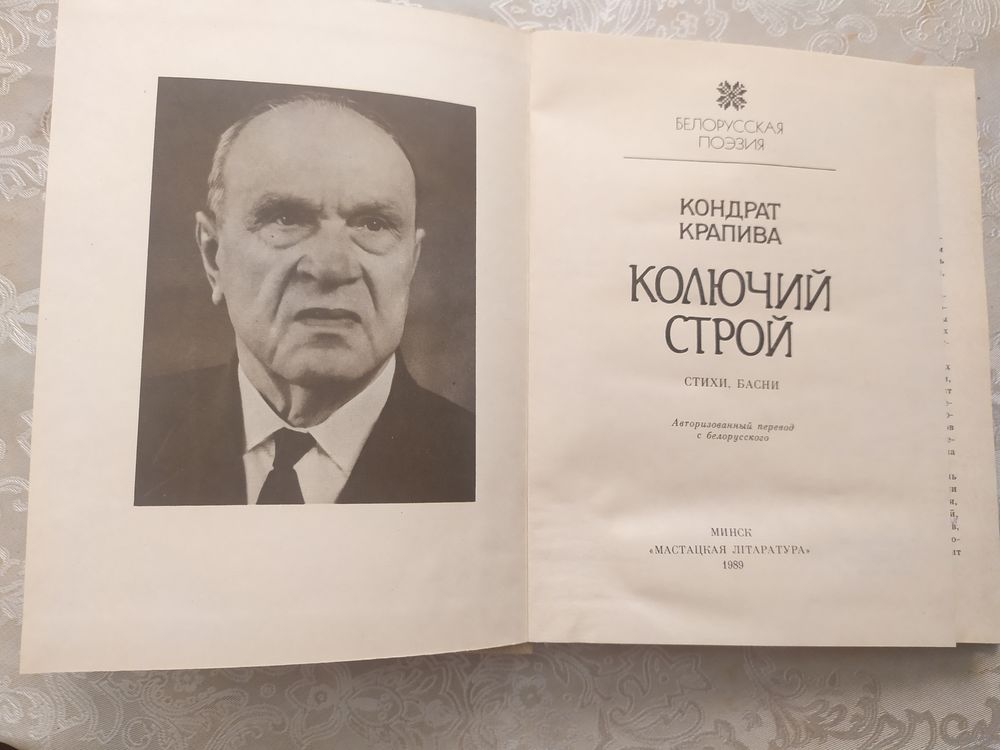 БЕЛОРУССКАЯ
ПОЭЗИЯ
КОНДРАТ
КРАПИВА
КОЛЮЧИЙ
СТРОЙ
СТИХИ, БАСНИ
Авторизованный перевод
с белорусского
МИНСК
«МАСТАЦКАЯ ЛІТАРАТУРА»
1989